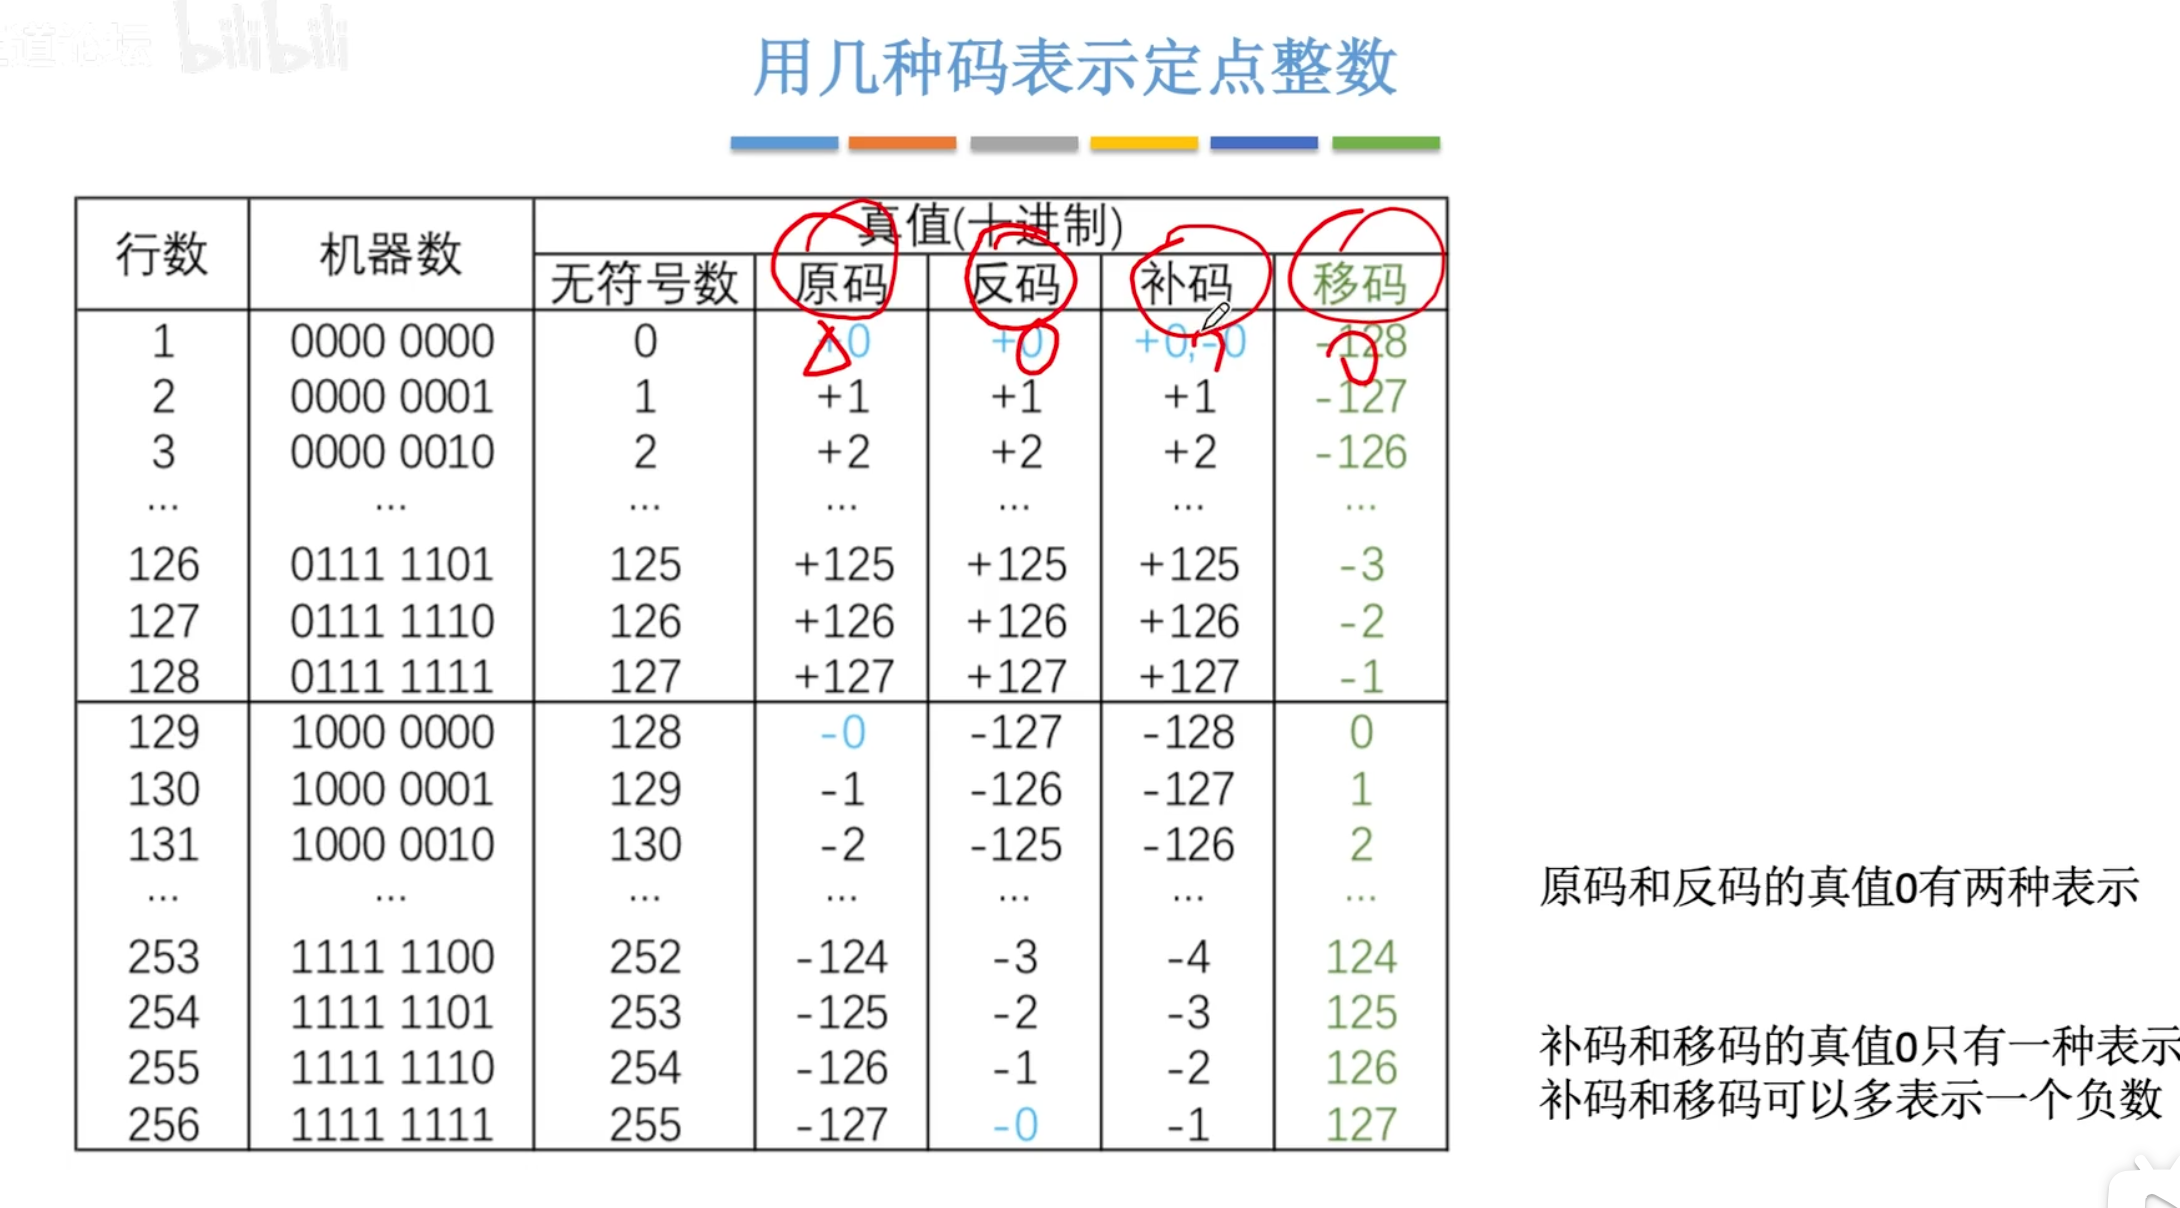 bilibili
用几种码表示定点整数
行数 机器数 真值(十进制)
无符号数 原码 反码 补码 移码
1 0000 0000 0 +0 +0 +0,-0 -128
2 0000 0001 1 +1 +1 +1 -127
3 0000 0010 2 +2 +2 +2 -126
... ... ... ... ... ... ...
126 0111 1101 125 +125 +125 +125 -3
127 0111 1110 126 +126 +126 +126 -2
128 0111 1111 127 +127 +127 +127 -1
129 1000 0000 128 -0 -127 -128 0
130 1000 0001 129 -1 -126 -127 1
131 1000 0010 130 -2 -125 -126 2
... ... ... ... ... ... ...
原码和反码的真值0有两种表示
253 1111 1100 252 -124 -3 -4 124
254 1111 1101 253 -125 -2 -3 125
补码和移码的真值0只有一种表示
255 1111 1110 254 -126 -1 -2 126
补码和移码可以多表示一个负数
256 1111 1111 255 -127 -0 -1 127